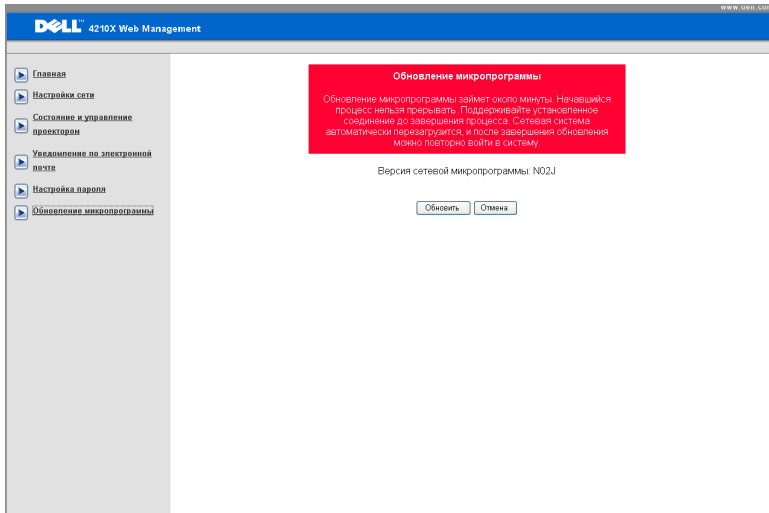 www.dell.com
DELL™ 4210X Web Management
Главная
Настройки сети
Состояние и управление
проектором
Уведомление по электронной
почте
Настройка пароля
Обновление микропрограммы
Обновление микропрограммы
Обновление микропрограммы займет около минуты. Начавшийся
процесс нельзя прерывать. Поддерживайте установленное
соединение до завершения процесса. Сетевая система
автоматически перезагрузится, и после завершения обновления
можно повторно войти в систему.
Версия сетевой микропрограммы: N02J
Обновить
Отмена